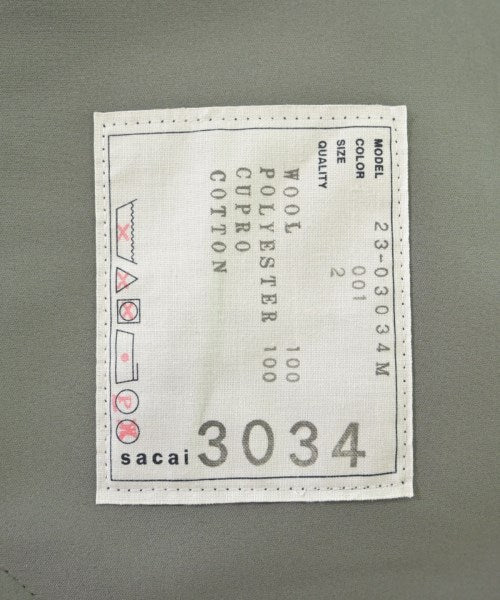 MODEL 23-03034M
COLOR 001
SIZE 2
QUALITY
WOOL 100
POLYESTER 100
CUPRO
COTTON
P
sacai 3034